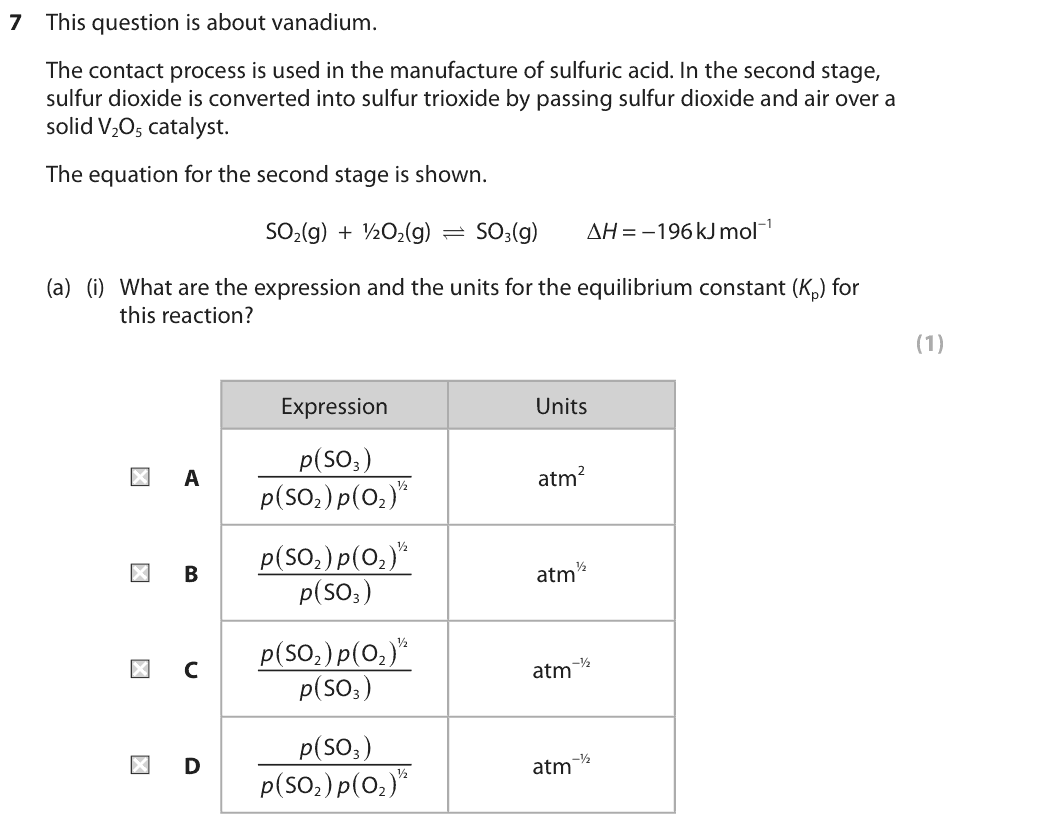 7 This question is about vanadium.
The contact process is used in the manufacture of sulfuric acid. In the second stage,
sulfur dioxide is converted into sulfur trioxide by passing sulfur dioxide and air over a
solid V₂O₅ catalyst.
The equation for the second stage is shown.
SO₂(g) + ½O₂(g) ⇌ SO₃(g) ΔH = −196 kJ mol⁻¹
(a) (i) What are the expression and the units for the equilibrium constant (Kₚ) for
this reaction?
(1)
Expression Units
A p(SO₃) / p(SO₂) p(O₂)^½ atm²
B p(SO₂) p(O₂)^½ / p(SO₃) atm^½
C p(SO₂) p(O₂)^½ / p(SO₃) atm^−½
D p(SO₃) / p(SO₂) p(O₂)^½ atm^−½